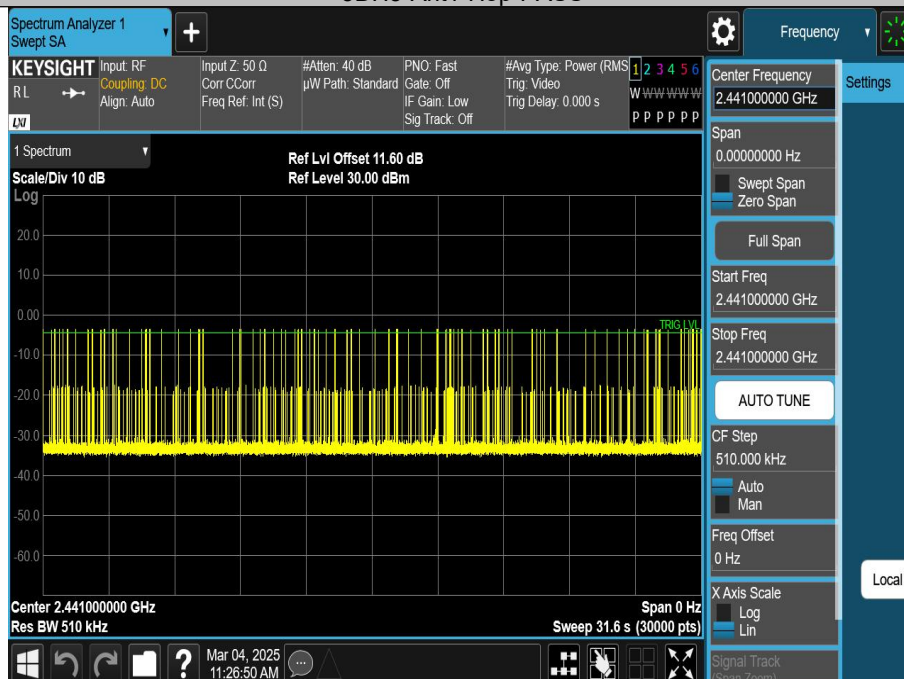 Spectrum Analyzer 1
Swept SA
Frequency
KEYSIGHT
RL
LXI
Input: RF
Coupling: DC
Align: Auto
Input Z: 50 Ω
Corr CCorr
Freq Ref: Int (S)
#Atten: 40 dB
µW Path: Standard
PNO: Fast
Gate: Off
IF Gain: Low
Sig Track: Off
#Avg Type: Power (RMS
Trig: Video
Trig Delay: 0.000 s
1 2 3 4 5 6
W W W W W W
P P P P P P
1 Spectrum
Scale/Div 10 dB
Ref Lvl Offset 11.60 dB
Ref Level 30.00 dBm
Log
20.0
10.0
0.00
-10.0
-20.0
-30.0
-40.0
-50.0
-60.0
TRIG LVL
Center 2.441000000 GHz
Res BW 510 kHz
Span 0 Hz
Sweep 31.6 s (30000 pts)
Mar 04, 2025
11:26:50 AM
Center Frequency
2.441000000 GHz
Span
0.00000000 Hz
Swept Span
Zero Span
Full Span
Start Freq
2.441000000 GHz
Stop Freq
2.441000000 GHz
AUTO TUNE
CF Step
510.000 kHz
Auto
Man
Freq Offset
0 Hz
X Axis Scale
Log
Lin
Signal Track
(Span Zoom)
Settings
Local